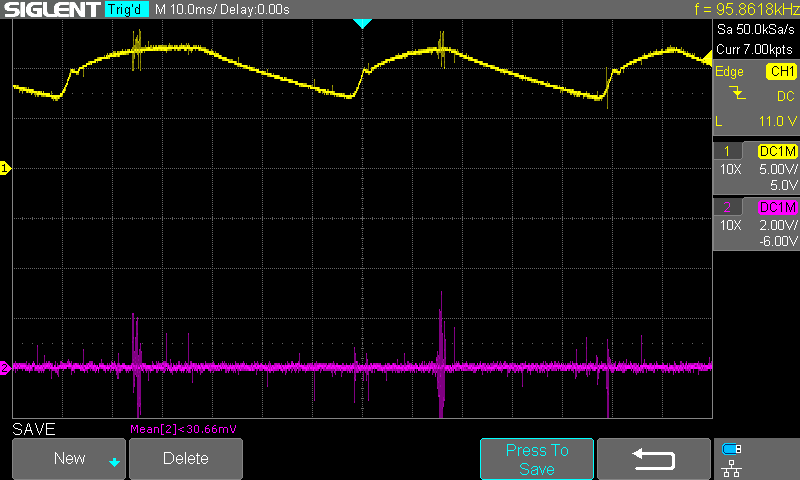 SIGLENT Trig'd M 10.0ms/ Delay:0.00s f = 95.8618kHz
Sa 50.0kSa/s
Curr 7.00kpts
Edge CH1
DC
L 11.0 V
1 DC1M
10X 5.00V/
5.0V
2 DC1M
10X 2.00V/
-6.00V
1
2
SAVE Mean[2]<30.66mV
New Delete Press To
Save